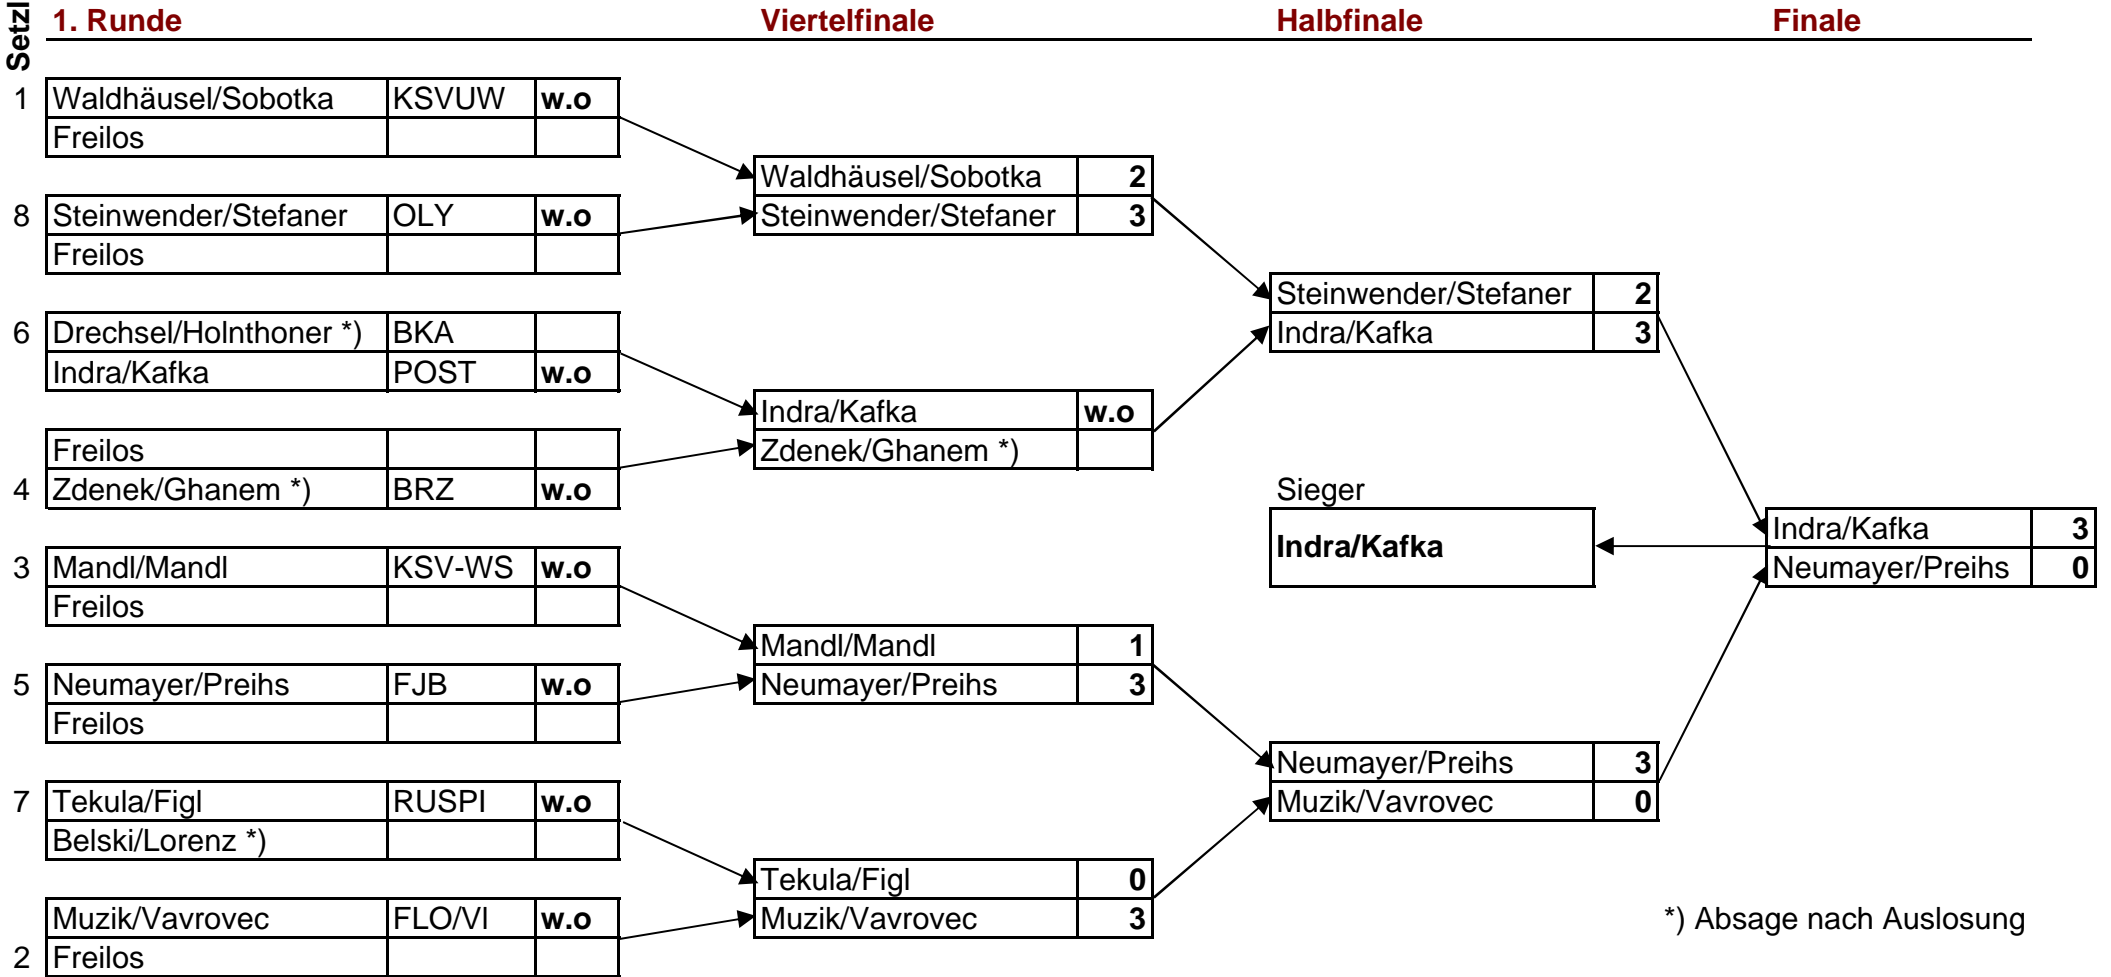 Setzl
1. Runde Viertelfinale Halbfinale Finale
1 Waldhäusel/Sobotka KSVUW w.o
Freilos
Waldhäusel/Sobotka 2
8 Steinwender/Stefaner OLY w.o
Steinwender/Stefaner 3
Freilos
Steinwender/Stefaner 2
6 Drechsel/Holnthoner *) BKA
Indra/Kafka 3
Indra/Kafka POST w.o
Indra/Kafka w.o
Freilos
Zdenek/Ghanem *)
4 Zdenek/Ghanem *) BRZ w.o
Sieger
Indra/Kafka 3
Indra/Kafka
3 Mandl/Mandl KSV-WS w.o
Neumayer/Preihs 0
Freilos
Mandl/Mandl 1
5 Neumayer/Preihs FJB w.o
Neumayer/Preihs 3
Freilos
Neumayer/Preihs 3
7 Tekula/Figl RUSPI w.o
Muzik/Vavrovec 0
Belski/Lorenz *)
Tekula/Figl 0
Muzik/Vavrovec FLO/VI w.o
Muzik/Vavrovec 3
*) Absage nach Auslosung
2 Freilos